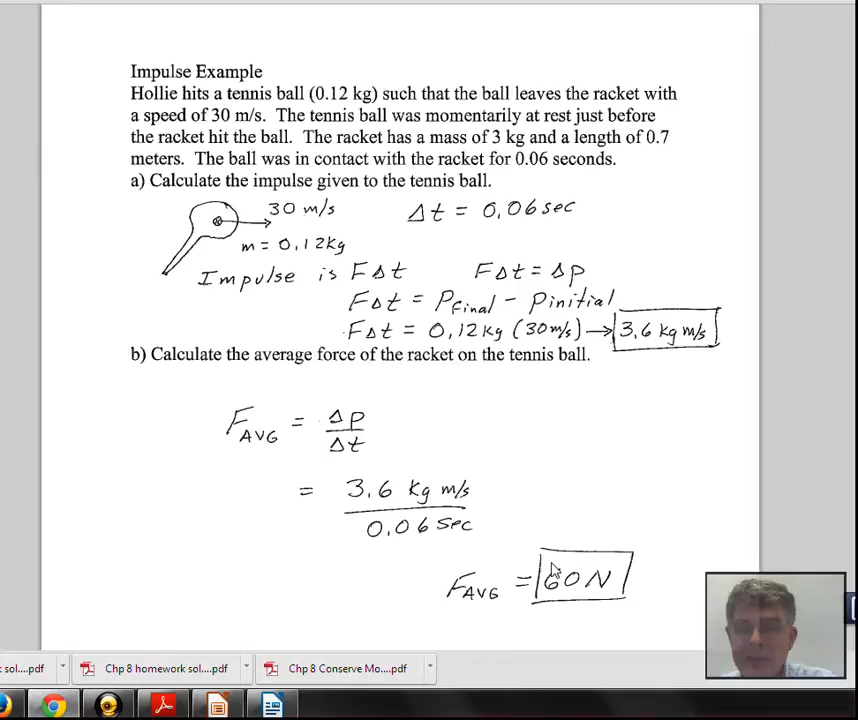 Impulse Example
Hollie hits a tennis ball (0.12 kg) such that the ball leaves the racket with
a speed of 30 m/s. The tennis ball was momentarily at rest just before
the racket hit the ball. The racket has a mass of 3 kg and a length of 0.7
meters. The ball was in contact with the racket for 0.06 seconds.
a) Calculate the impulse given to the tennis ball.
30 m/s Δt = 0.06 sec
m = 0.12 kg
Impulse is FΔt FΔt = Δp
FΔt = Pfinal - Pinitial
FΔt = 0.12 kg (30 m/s) → 3.6 kg m/s
b) Calculate the average force of the racket on the tennis ball.
FAVG = Δp / Δt
= 3.6 kg m/s
0.06 sec
FAVG = 60 N
sol....pdf Chp 8 homework sol....pdf Chp 8 Conserve Mo....pdf